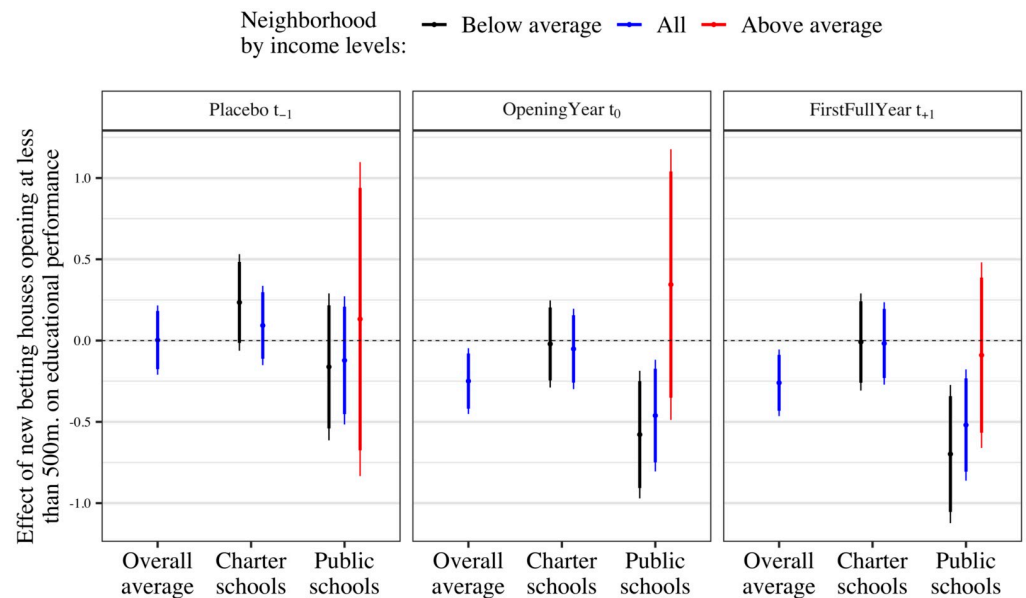 Neighborhood
by income levels:
Below average
All
Above average
Placebo t₋₁
OpeningYear t₀
FirstFullYear t₊₁
Effect of new betting houses opening at less
than 500m. on educational performance
1.0
0.5
0.0
-0.5
-1.0
Overall
average
Charter
schools
Public
schools
Overall
average
Charter
schools
Public
schools
Overall
average
Charter
schools
Public
schools